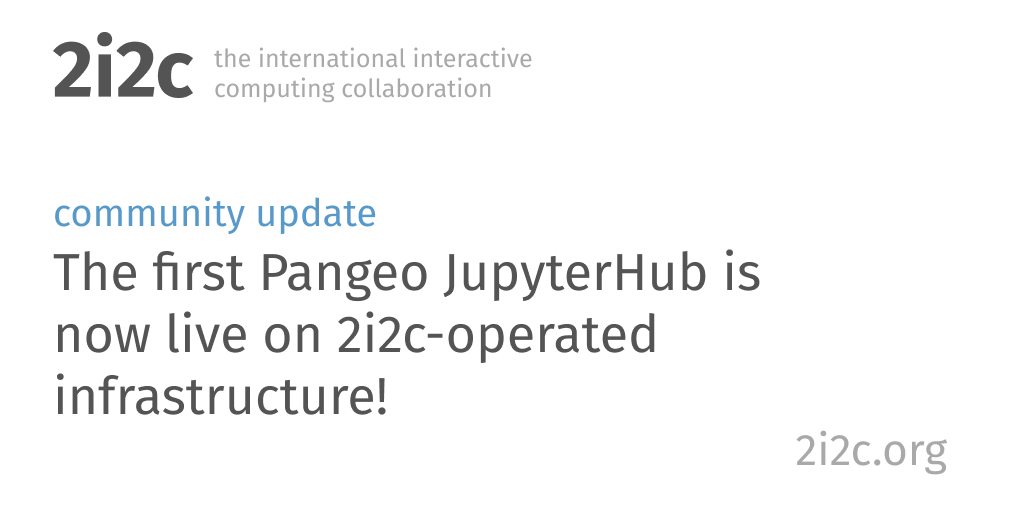 2i2c
the international interactive
computing collaboration
community update
The first Pangeo JupyterHub is
now live on 2i2c-operated
infrastructure!
2i2c.org